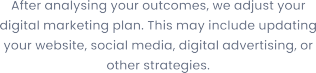 After analysing your outcomes, we adjust your
digital marketing plan. This may include updating
your website, social media, digital advertising, or
other strategies.